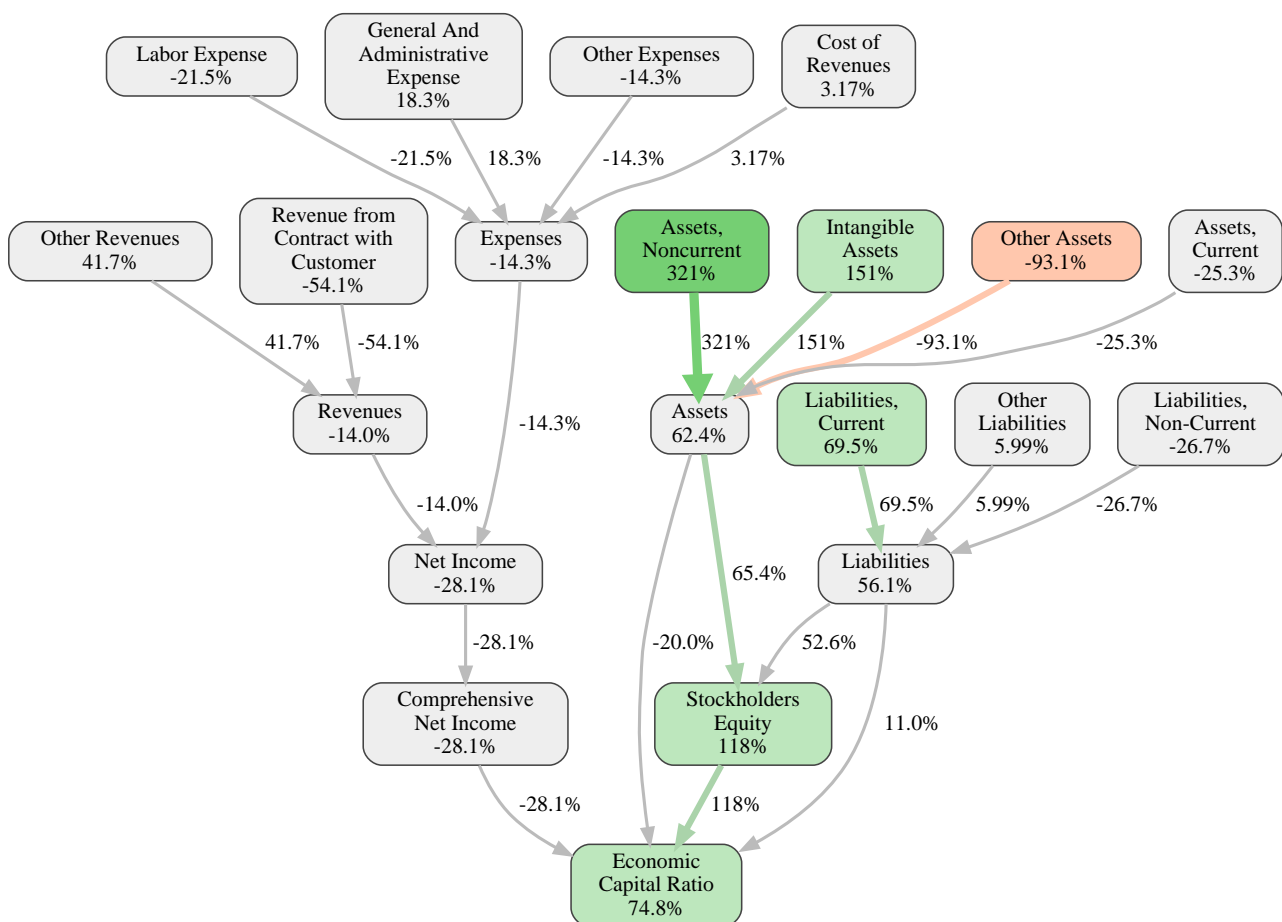 Labor Expense
-21.5%
General And
Administrative
Expense
18.3%
Other Expenses
-14.3%
Cost of
Revenues
3.17%
-21.5%
18.3%
-14.3%
3.17%
Other Revenues
41.7%
Revenue from
Contract with
Customer
-54.1%
Expenses
-14.3%
Assets,
Noncurrent
321%
Intangible
Assets
151%
Other Assets
-93.1%
Assets,
Current
-25.3%
41.7%
-54.1%
321%
151%
-93.1%
-25.3%
Revenues
-14.0%
-14.3%
Assets
62.4%
Liabilities,
Current
69.5%
Other
Liabilities
5.99%
Liabilities,
Non-Current
-26.7%
-14.0%
69.5%
5.99%
-26.7%
Net Income
-28.1%
65.4%
Liabilities
56.1%
-28.1%
-20.0%
52.6%
Comprehensive
Net Income
-28.1%
Stockholders
Equity
118%
11.0%
-28.1%
118%
Economic
Capital Ratio
74.8%